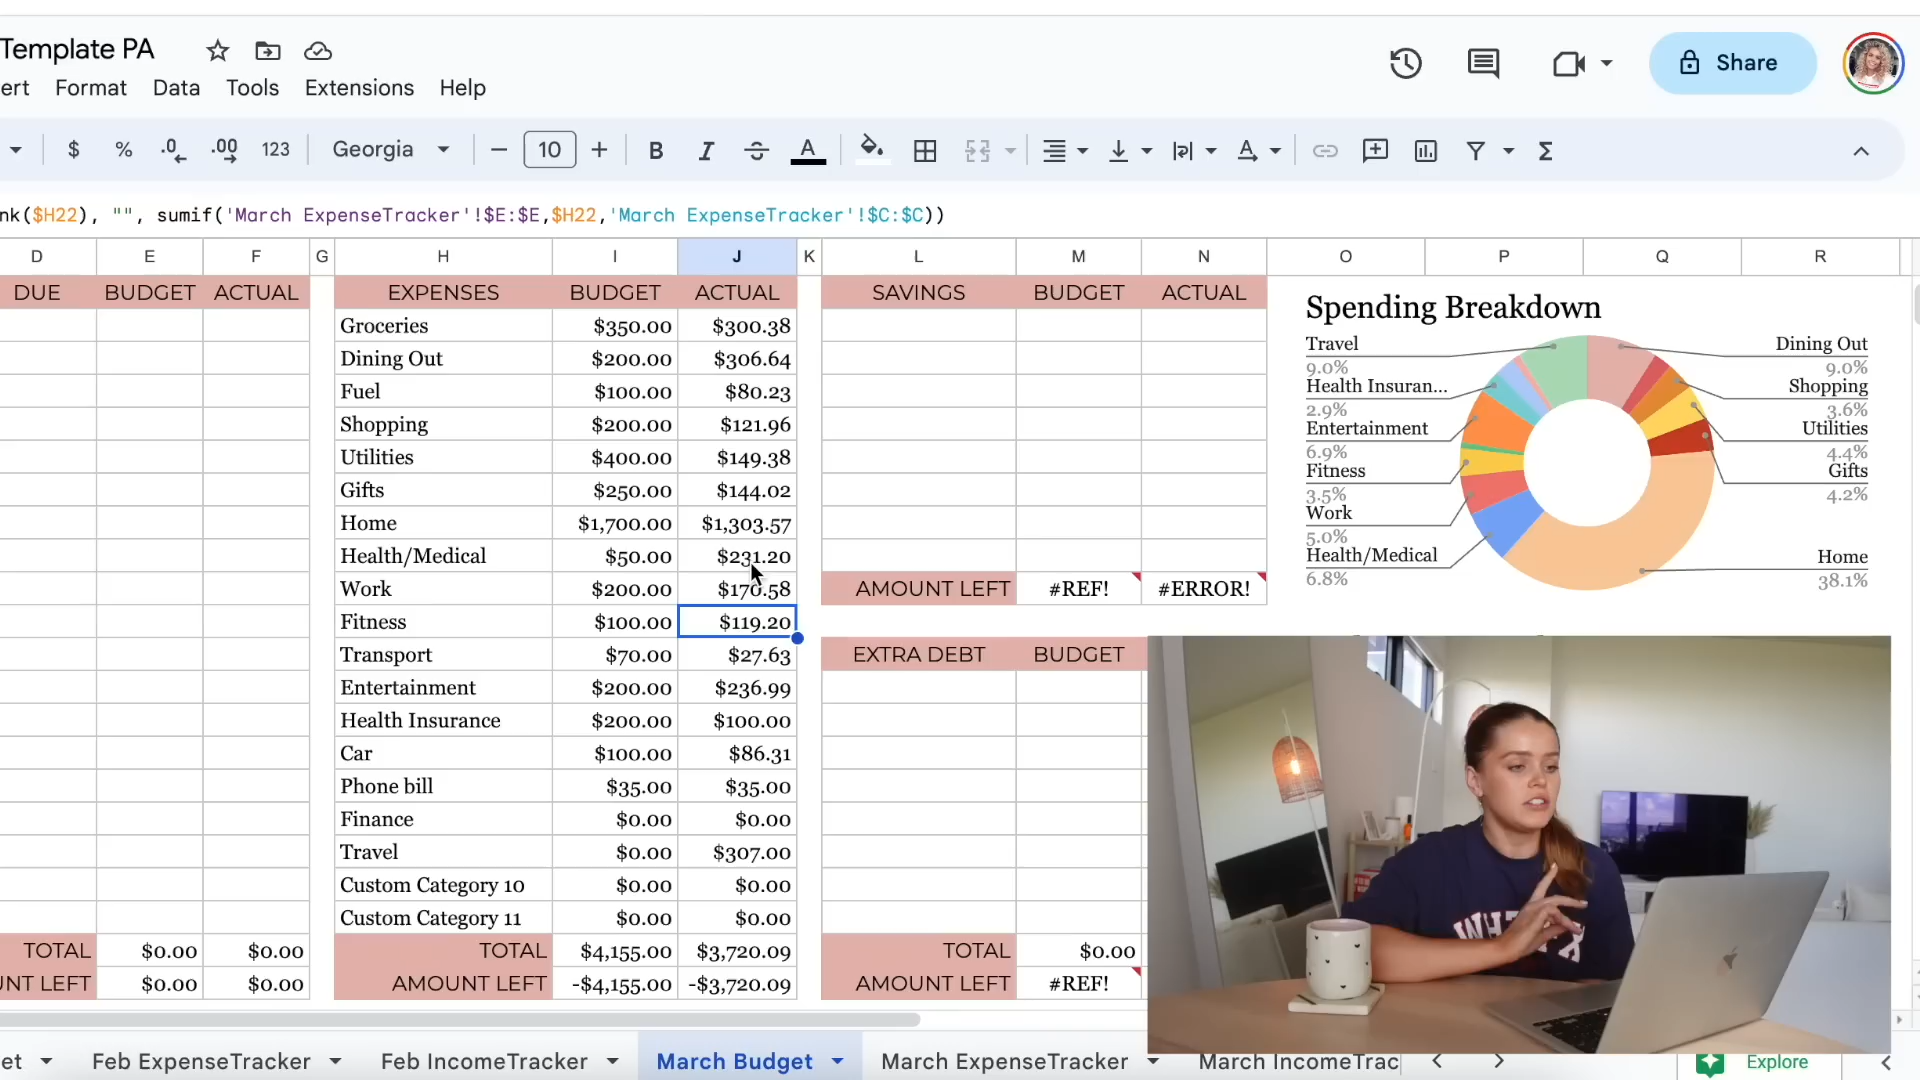 Template PA
Share
ert Format Data Tools Extensions Help
$ % .0 .00 123 Georgia 10 B I A A Σ
nk($H22), "", sumif('March ExpenseTracker'!$E:$E,$H22,'March ExpenseTracker'!$C:$C))
D E F G H I J K L M N O P Q R
DUE BUDGET ACTUAL EXPENSES BUDGET ACTUAL SAVINGS BUDGET ACTUAL
Groceries $350.00 $300.38
Dining Out $200.00 $306.64
Fuel $100.00 $80.23
Shopping $200.00 $121.96
Utilities $400.00 $149.38
Gifts $250.00 $144.02
Home $1,700.00 $1,303.57
Health/Medical $50.00 $231.20
Work $200.00 $170.58 AMOUNT LEFT #REF! #ERROR!
Fitness $100.00 $119.20
Transport $70.00 $27.63 EXTRA DEBT BUDGET
Entertainment $200.00 $236.99
Health Insurance $200.00 $100.00
Car $100.00 $86.31
Phone bill $35.00 $35.00
Finance $0.00 $0.00
Travel $0.00 $307.00
Custom Category 10 $0.00 $0.00
Custom Category 11 $0.00 $0.00
TOTAL $0.00 $0.00 TOTAL $4,155.00 $3,720.09 TOTAL $0.00
UNT LEFT $0.00 $0.00 AMOUNT LEFT -$4,155.00 -$3,720.09 AMOUNT LEFT #REF!
Spending Breakdown
Travel
9.0%
Health Insuran...
2.9%
Entertainment
6.9%
Fitness
3.5%
Work
5.0%
Health/Medical
6.8%
Dining Out
9.0%
Shopping
3.6%
Utilities
4.4%
Gifts
4.2%
Home
38.1%
et Feb ExpenseTracker Feb IncomeTracker March Budget March ExpenseTracker March IncomeTrac Explore